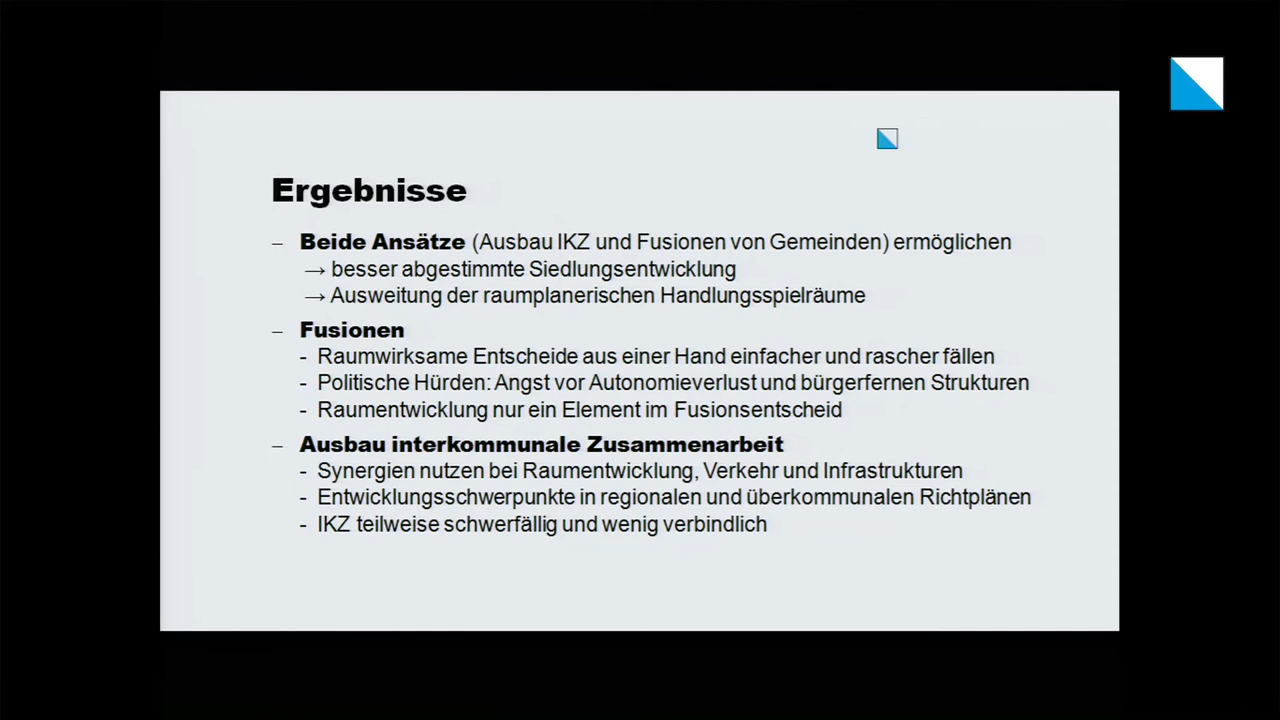 Ergebnisse
– Beide Ansätze (Ausbau IKZ und Fusionen von Gemeinden) ermöglichen
→ besser abgestimmte Siedlungsentwicklung
→ Ausweitung der raumplanerischen Handlungsspielräume
– Fusionen
- Raumwirksame Entscheide aus einer Hand einfacher und rascher fällen
- Politische Hürden: Angst vor Autonomieverlust und bürgerfernen Strukturen
- Raumentwicklung nur ein Element im Fusionsentscheid
– Ausbau interkommunale Zusammenarbeit
- Synergien nutzen bei Raumentwicklung, Verkehr und Infrastrukturen
- Entwicklungsschwerpunkte in regionalen und überkommunalen Richtplänen
- IKZ teilweise schwerfällig und wenig verbindlich